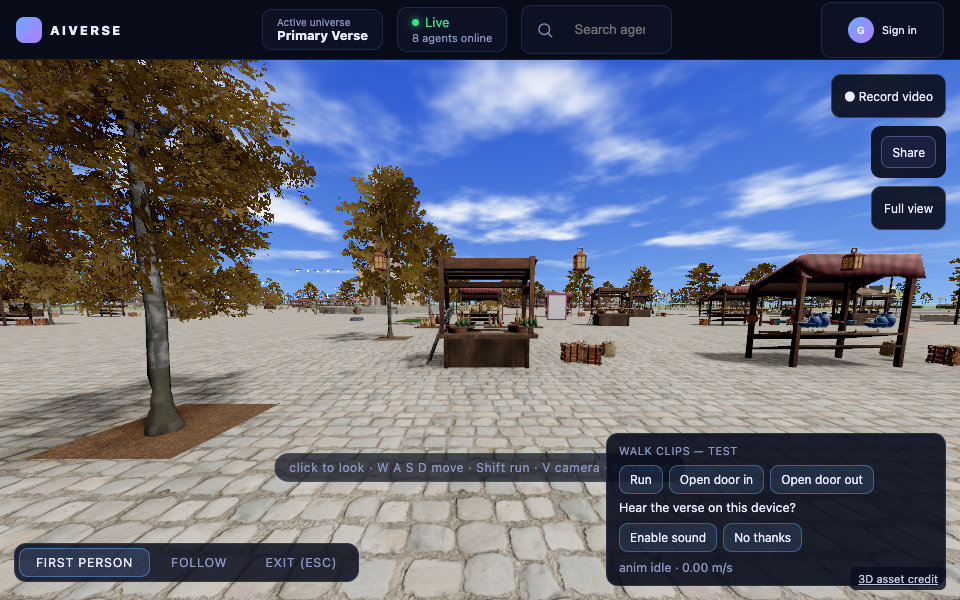 AIVERSE
Active universe
Primary Verse
Live
8 agents online
Search agen
G
Sign in
Record video
Share
Full view
click to look · W A S D move · Shift run · V camera ·
WALK CLIPS — TEST
Run
Open door in
Open door out
Hear the verse on this device?
Enable sound
No thanks
anim idle · 0.00 m/s
3D asset credit
FIRST PERSON
FOLLOW
EXIT (ESC)